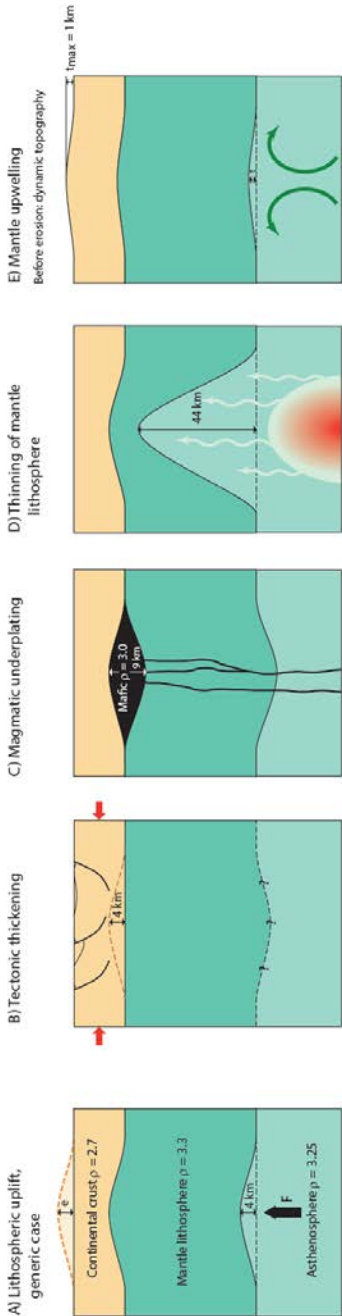 A) Lithospheric uplift,
generic case
e
Continental crust ρ = 2.7
Mantle lithosphere ρ = 3.3
4 km
F
Asthenosphere ρ = 3.25
B) Tectonic thickening
4 km
?
?
?
C) Magmatic underplating
Mafic ρ = 3.0
9 km
D) Thinning of mantle
lithosphere
44 km
E) Mantle upwelling
Before erosion: dynamic topography
tmax = 1 km